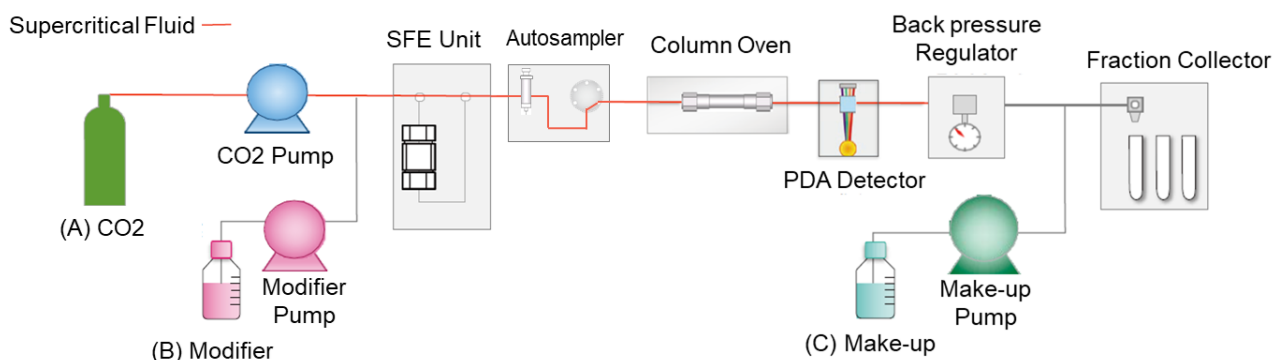 Supercritical Fluid
SFE Unit
Autosampler
Column Oven
Back pressure
Regulator
Fraction Collector
CO2 Pump
PDA Detector
(A) CO2
Modifier
Pump
(B) Modifier
Make-up
Pump
(C) Make-up